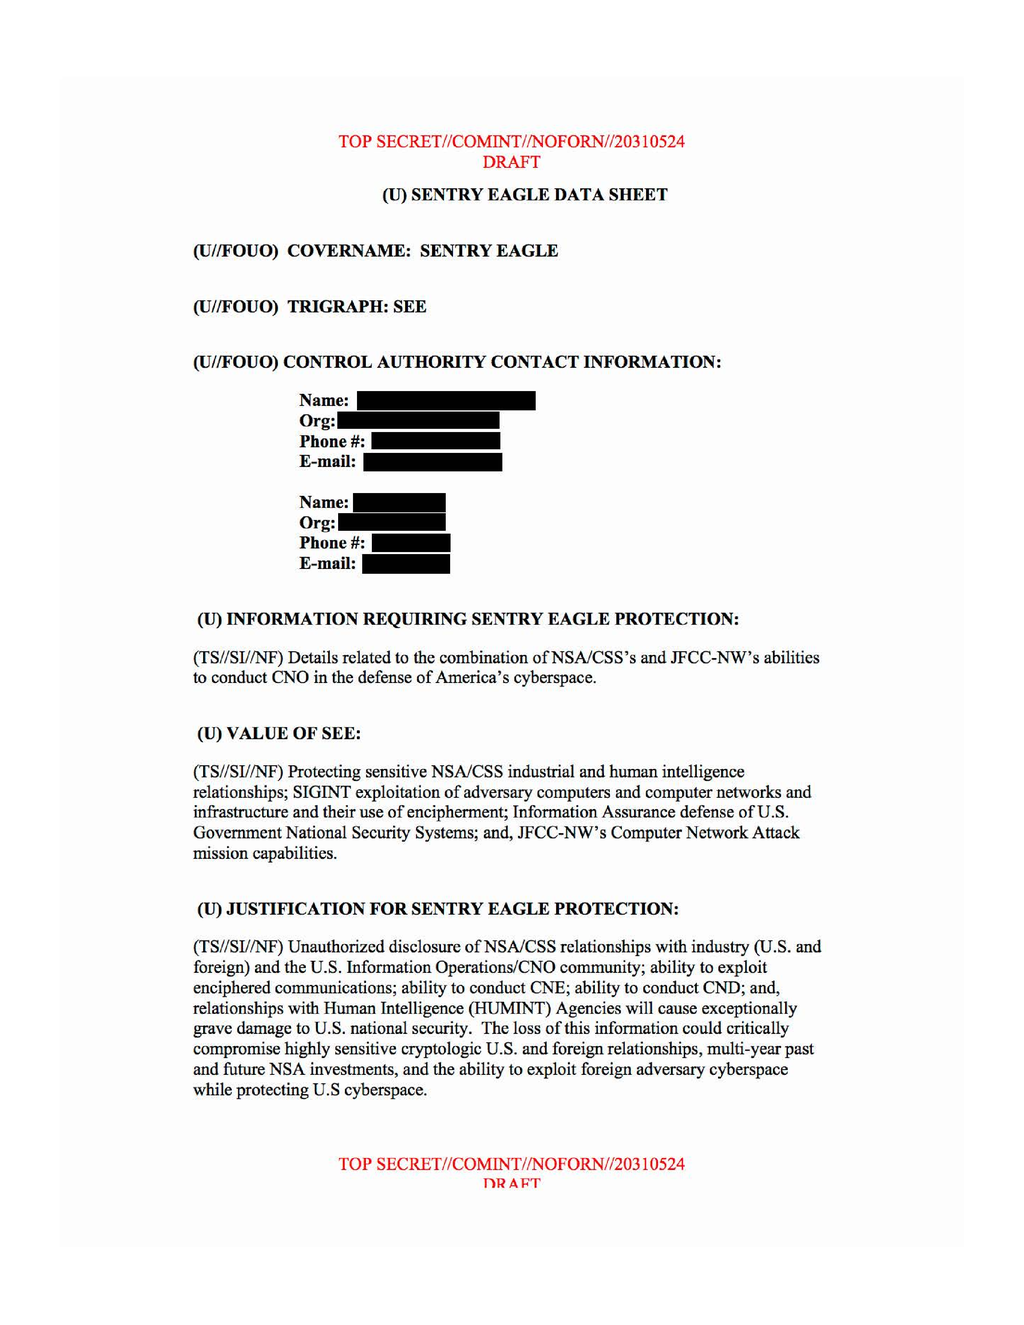 TOP SECRET//COMINT//NOFORN//20310524
DRAFT
(U) SENTRY EAGLE DATA SHEET
(U//FOUO) COVERNAME: SENTRY EAGLE
(U//FOUO) TRIGRAPH: SEE
(U//FOUO) CONTROL AUTHORITY CONTACT INFORMATION:
Name:
Org:
Phone #:
E-mail:
Name:
Org:
Phone #:
E-mail:
(U) INFORMATION REQUIRING SENTRY EAGLE PROTECTION:
(TS//SI//NF) Details related to the combination of NSA/CSS's and JFCC-NW's abilities
to conduct CNO in the defense of America's cyberspace.
(U) VALUE OF SEE:
(TS//SI//NF) Protecting sensitive NSA/CSS industrial and human intelligence
relationships; SIGINT exploitation of adversary computers and computer networks and
infrastructure and their use of encipherment; Information Assurance defense of U.S.
Government National Security Systems; and, JFCC-NW's Computer Network Attack
mission capabilities.
(U) JUSTIFICATION FOR SENTRY EAGLE PROTECTION:
(TS//SI//NF) Unauthorized disclosure of NSA/CSS relationships with industry (U.S. and
foreign) and the U.S. Information Operations/CNO community; ability to exploit
enciphered communications; ability to conduct CNE; ability to conduct CND; and,
relationships with Human Intelligence (HUMINT) Agencies will cause exceptionally
grave damage to U.S. national security.  The loss of this information could critically
compromise highly sensitive cryptologic U.S. and foreign relationships, multi-year past
and future NSA investments, and the ability to exploit foreign adversary cyberspace
while protecting U.S cyberspace.
TOP SECRET//COMINT//NOFORN//20310524
DRAFT